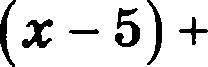 (x − 5) +